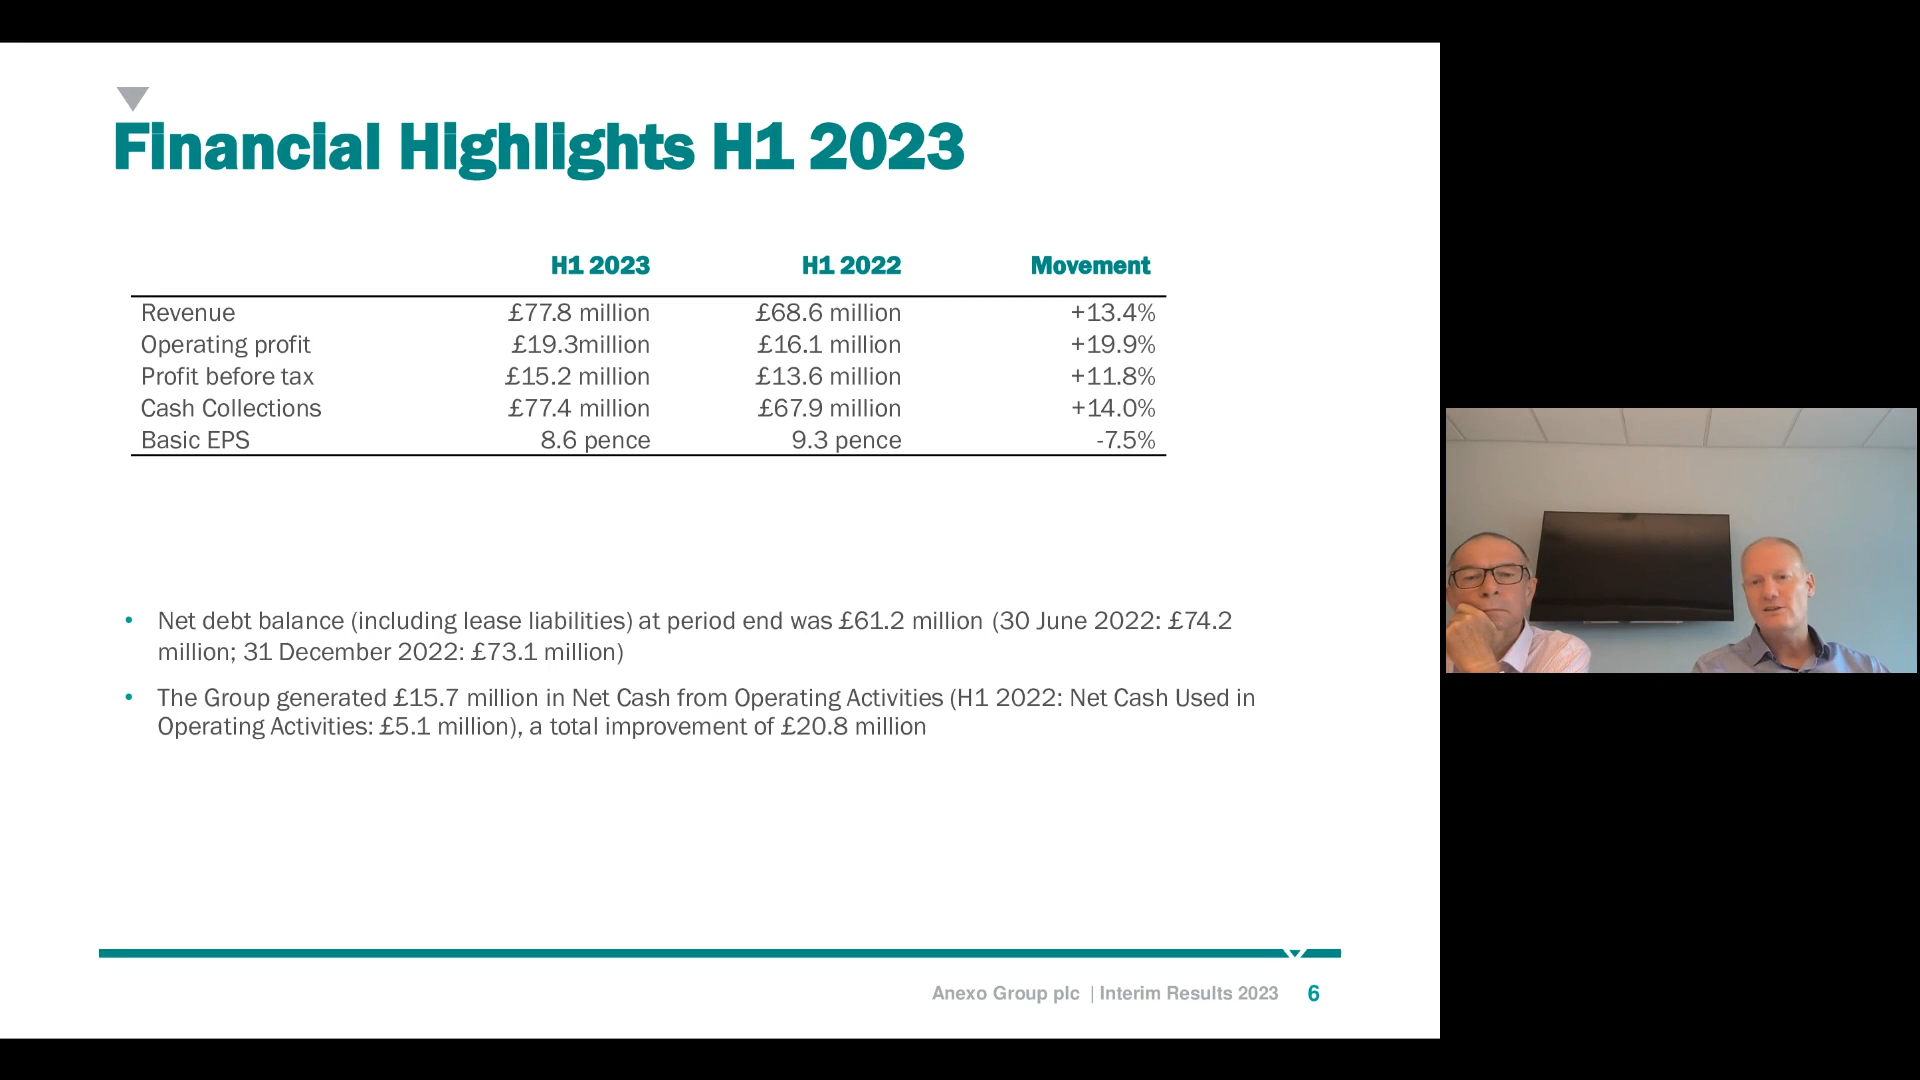 Financial Highlights H1 2023
H1 2023 H1 2022 Movement
Revenue £77.8 million £68.6 million +13.4%
Operating profit £19.3million £16.1 million +19.9%
Profit before tax £15.2 million £13.6 million +11.8%
Cash Collections £77.4 million £67.9 million +14.0%
Basic EPS 8.6 pence 9.3 pence -7.5%
• Net debt balance (including lease liabilities) at period end was £61.2 million (30 June 2022: £74.2
million; 31 December 2022: £73.1 million)
• The Group generated £15.7 million in Net Cash from Operating Activities (H1 2022: Net Cash Used in
Operating Activities: £5.1 million), a total improvement of £20.8 million
Anexo Group plc | Interim Results 2023 6